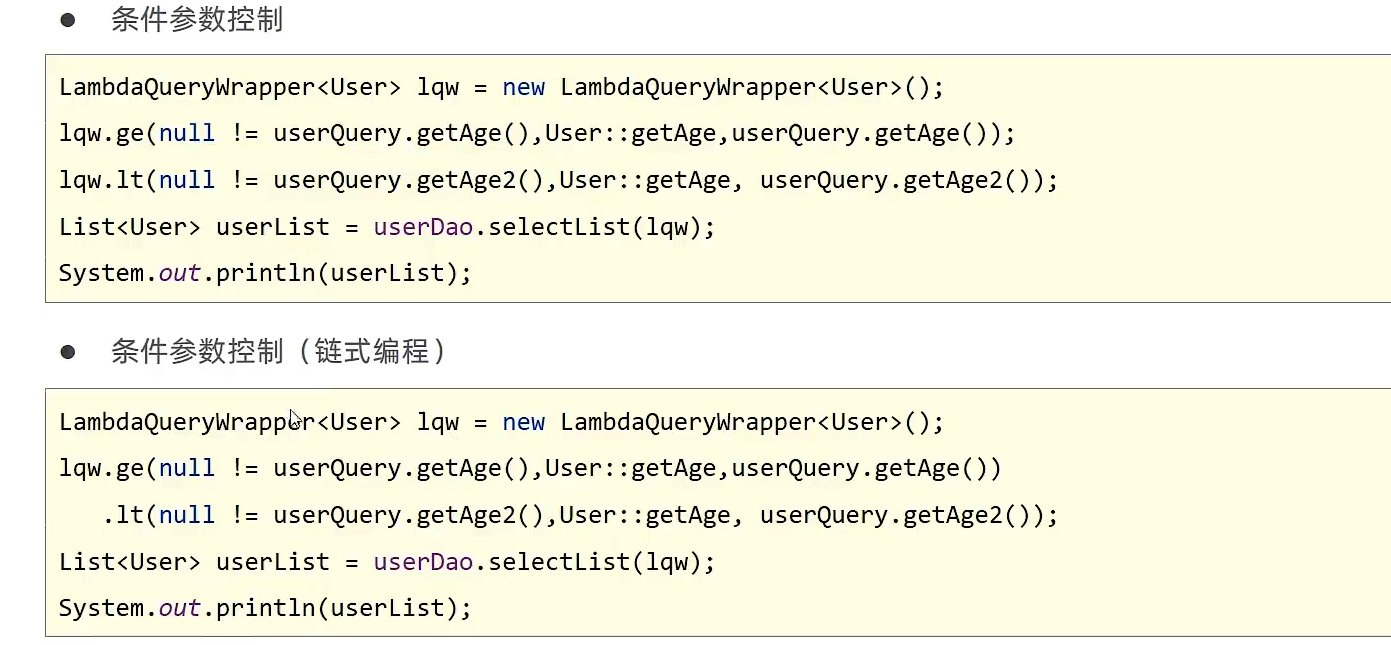 ● 条件参数控制
LambdaQueryWrapper<User> lqw = new LambdaQueryWrapper<User>();
lqw.ge(null != userQuery.getAge(),User::getAge,userQuery.getAge());
lqw.lt(null != userQuery.getAge2(),User::getAge, userQuery.getAge2());
List<User> userList = userDao.selectList(lqw);
System.out.println(userList);
● 条件参数控制（链式编程）
LambdaQueryWrapper<User> lqw = new LambdaQueryWrapper<User>();
lqw.ge(null != userQuery.getAge(),User::getAge,userQuery.getAge())
   .lt(null != userQuery.getAge2(),User::getAge, userQuery.getAge2());
List<User> userList = userDao.selectList(lqw);
System.out.println(userList);